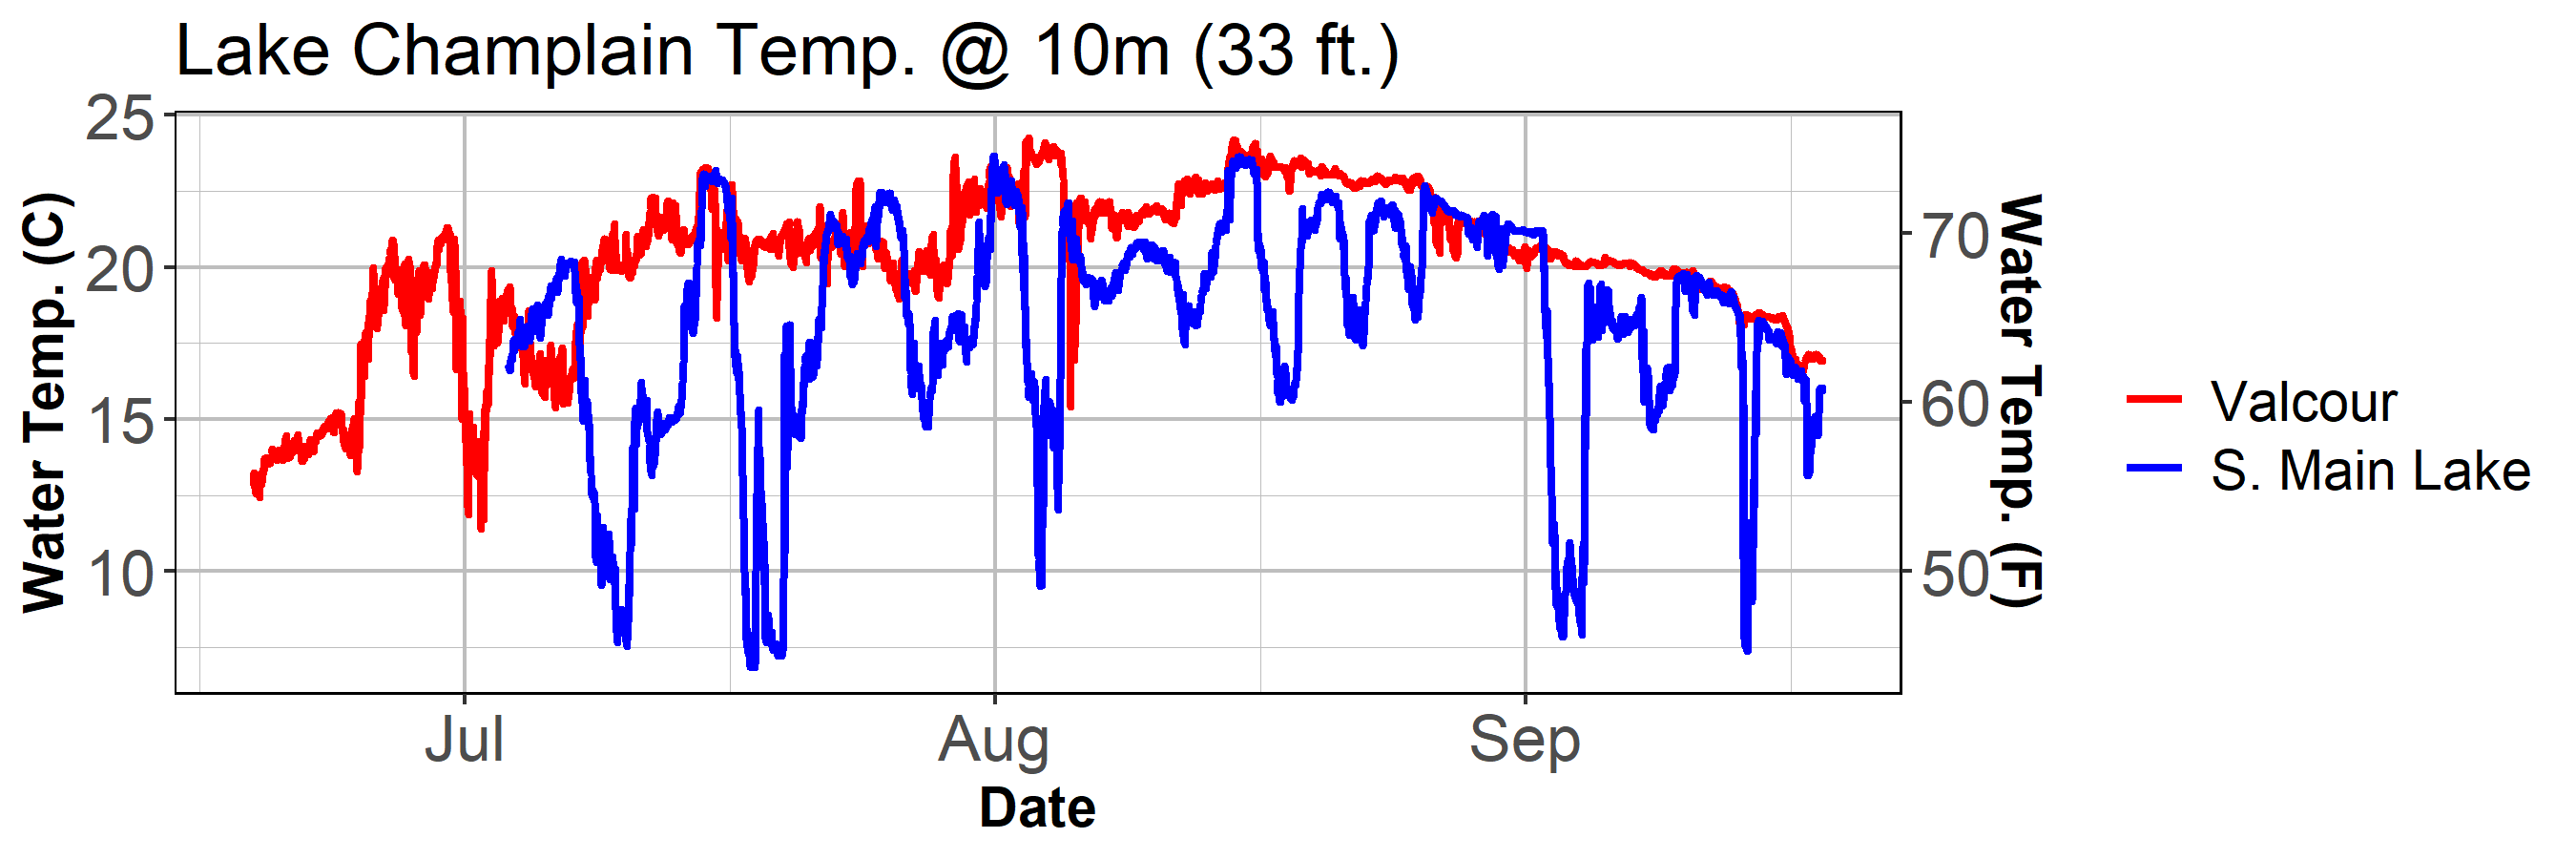 Lake Champlain Temp. @ 10m (33 ft.)
Water Temp. (C)
25
20
15
10
70
60
50
Water Temp. (F)
Jul
Aug
Sep
Date
Valcour
S. Main Lake